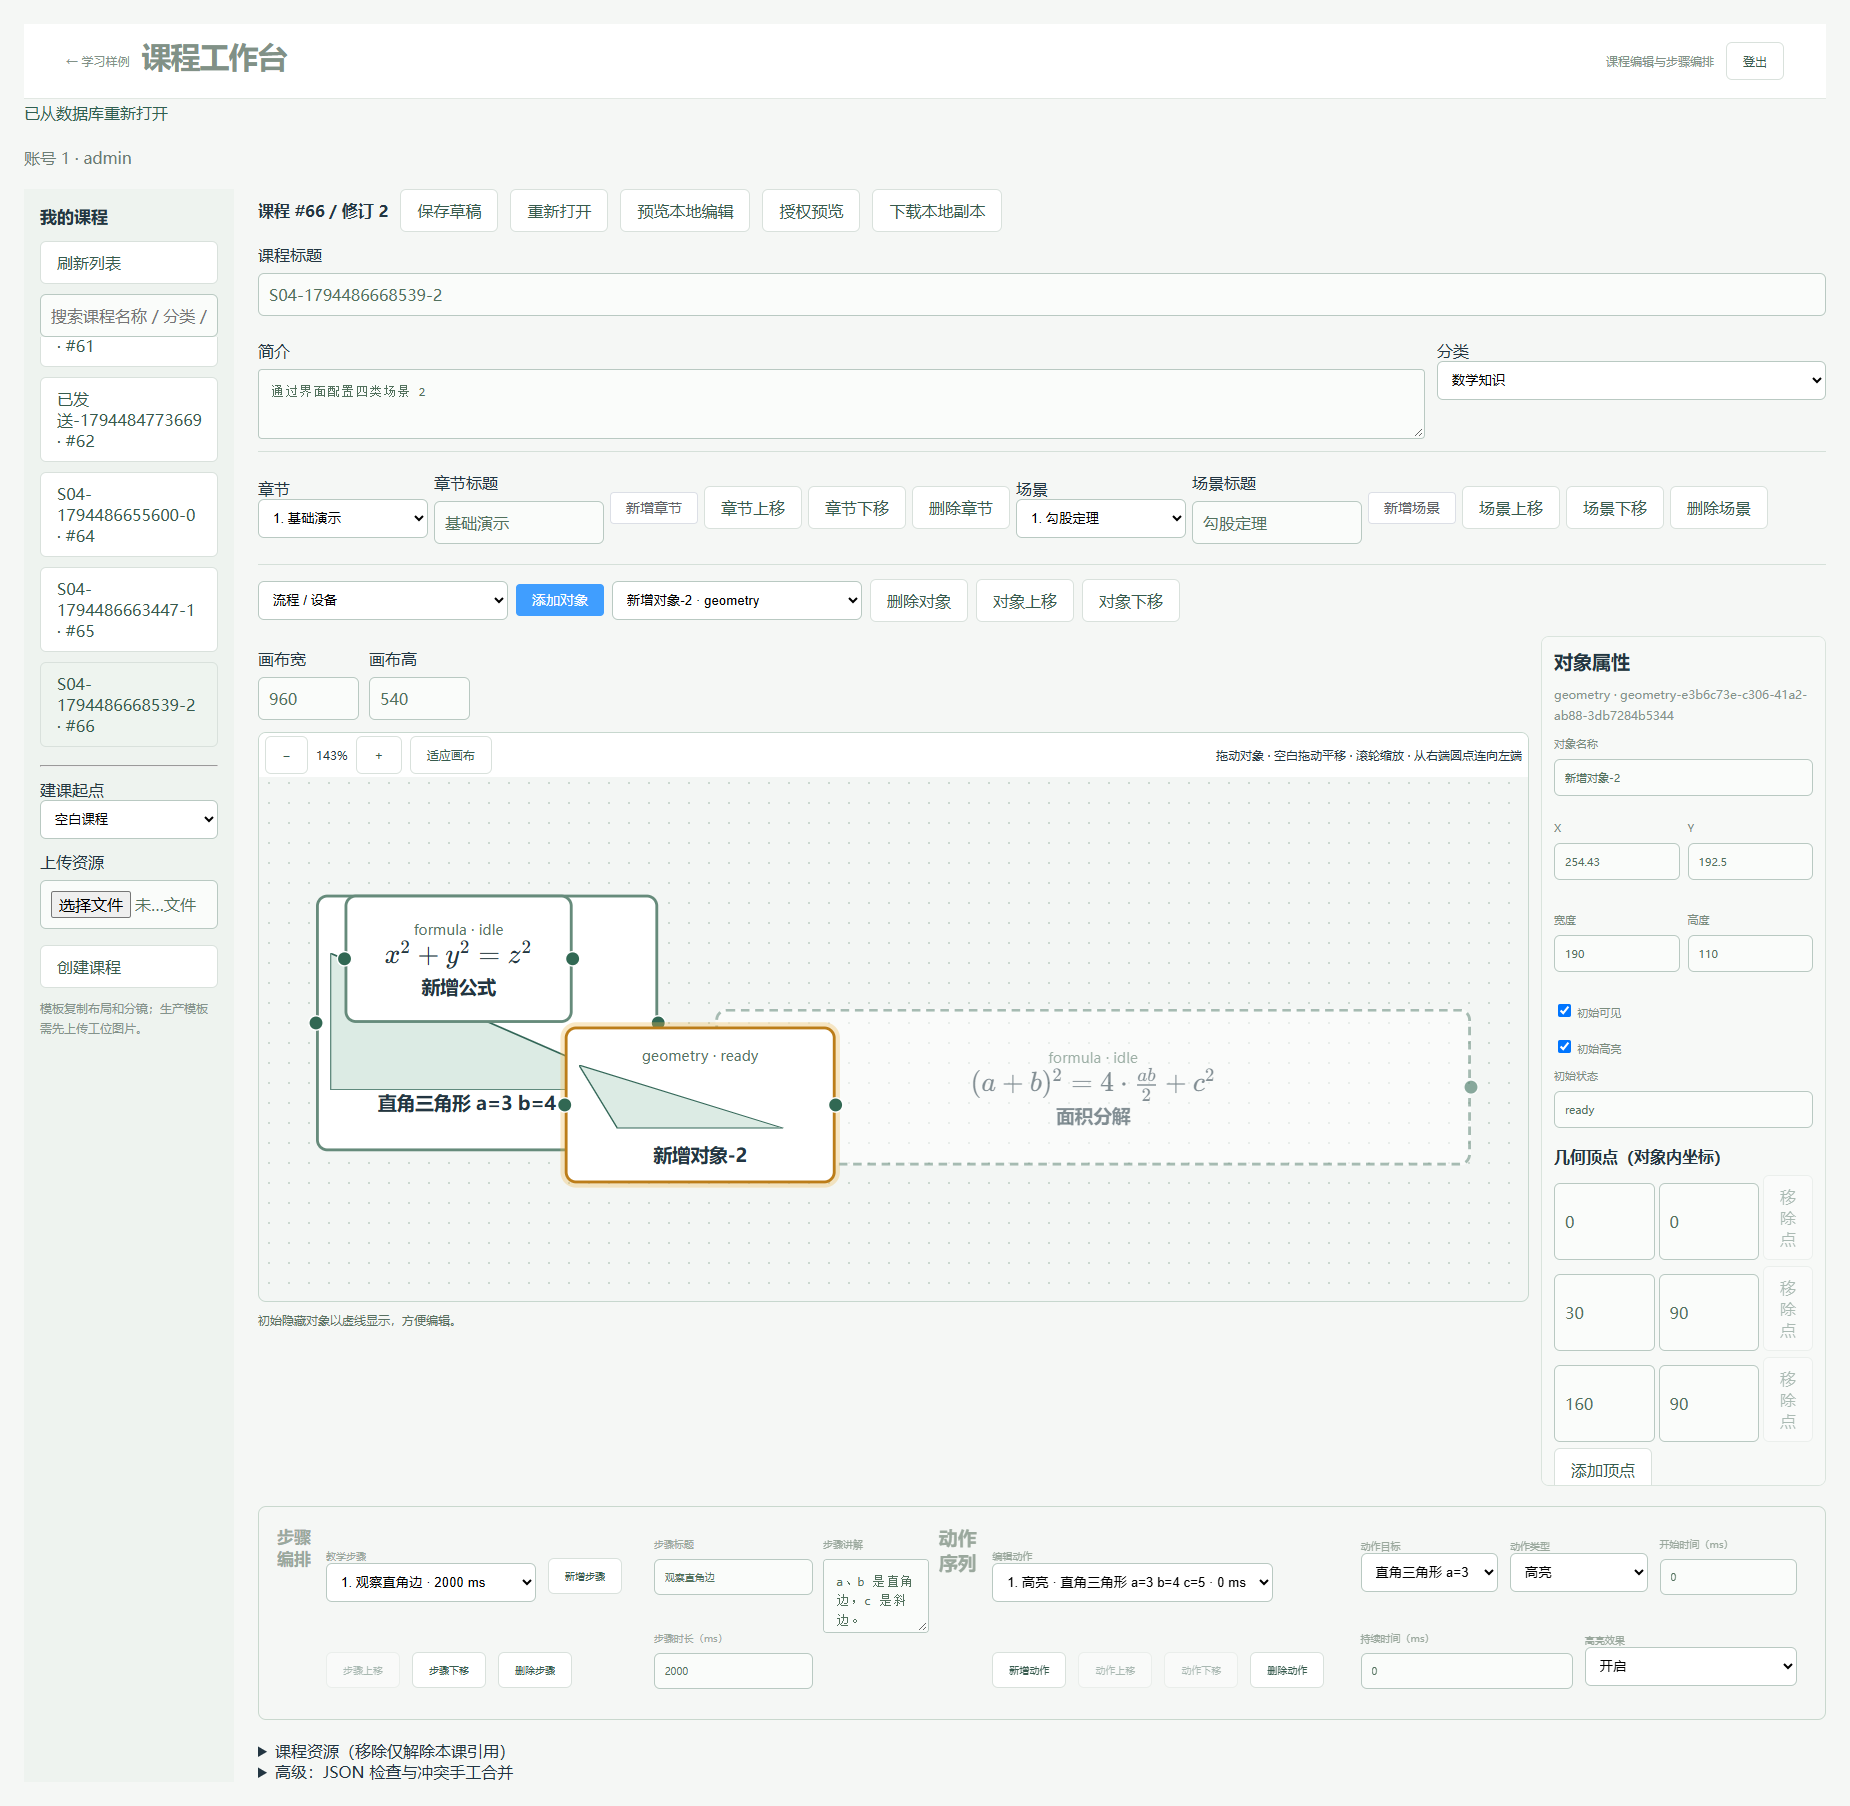 ← 学习样例 课程工作台
课程编辑与步骤编排 登出
已从数据库重新打开
账号 1 · admin
我的课程
刷新列表
搜索课程名称 / 分类 /
· #61
已发
送-1794484773669
· #62
S04-
1794486655600-0
· #64
S04-
1794486663447-1
· #65
S04-
1794486668539-2
· #66
建课起点
空白课程
上传资源
选择文件 未...文件
创建课程
模板复制布局和分镜；生产模板
需先上传工位图片。
课程 #66 / 修订 2 保存草稿 重新打开 预览本地编辑 授权预览 下载本地副本
课程标题
S04-1794486668539-2
简介
通过界面配置四类场景 2
分类
数学知识
章节
1. 基础演示
章节标题
基础演示
新增章节 章节上移 章节下移 删除章节
场景
1. 勾股定理
场景标题
勾股定理
新增场景 场景上移 场景下移 删除场景
流程 / 设备 添加对象 新增对象-2 · geometry 删除对象 对象上移 对象下移
画布宽
960
画布高
540
− 143% + 适应画布 拖动对象 · 空白拖动平移 · 滚轮缩放 · 从右端圆点连向左端
formula · idle
x² + y² = z²
新增公式
直角三角形 a=3 b=4
geometry · ready
新增对象-2
formula · idle
(a + b)² = 4 · ab/2 + c²
面积分解
初始隐藏对象以虚线显示，方便编辑。
对象属性
geometry · geometry-e3b6c73e-c306-41a2-
ab88-3db7284b5344
对象名称
新增对象-2
X Y
254.43 192.5
宽度 高度
190 110
初始可见
初始高亮
初始状态
ready
几何顶点（对象内坐标）
0 0 移除点
30 90 移除点
160 90 移除点
添加顶点
步骤
编排
教学步骤
1. 观察直角边 · 2000 ms
新增步骤
步骤上移 步骤下移 删除步骤
步骤标题
观察直角边
步骤时长（ms）
2000
步骤讲解
a、b 是直角
边，c 是斜
边。
动作
序列
编辑动作
1. 高亮 · 直角三角形 a=3 b=4 c=5 · 0 ms
新增动作 动作上移 动作下移 删除动作
动作目标
直角三角形 a=3
动作类型
高亮
开始时间（ms）
0
持续时间（ms）
0
高亮效果
开启
▶ 课程资源（移除仅解除本课引用）
▶ 高级：JSON 检查与冲突手工合并